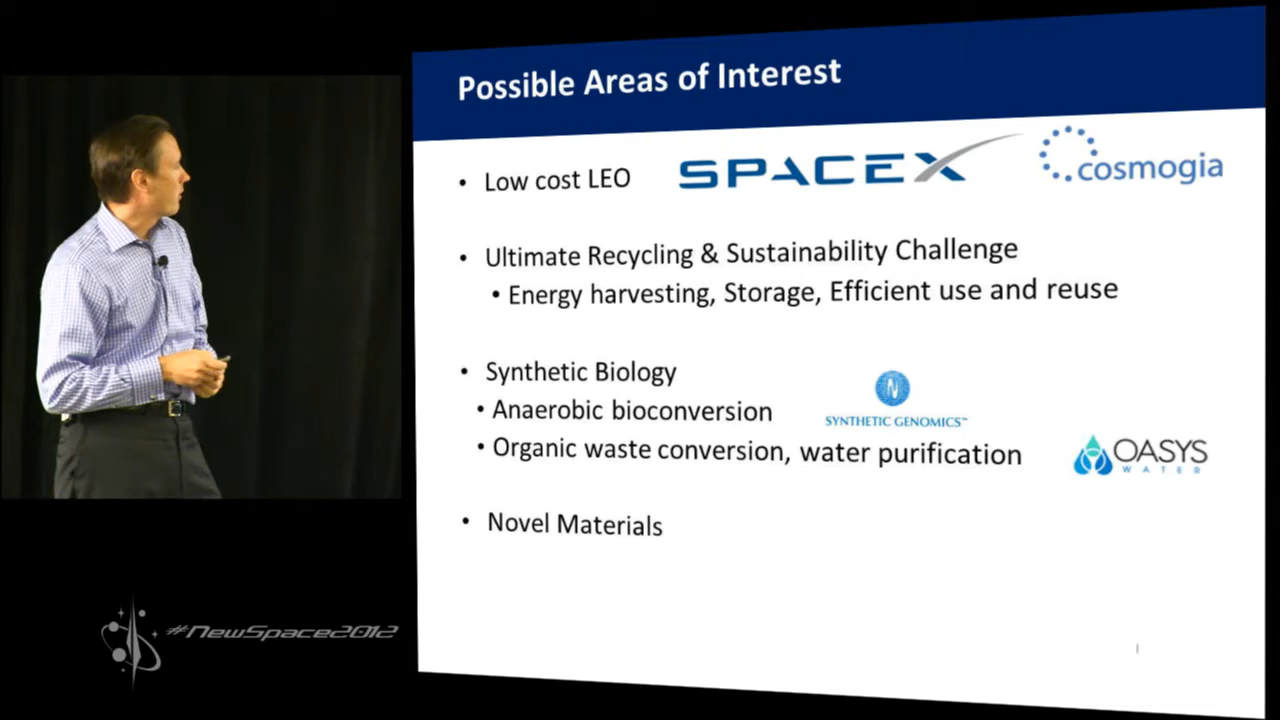 Possible Areas of Interest
• Low cost LEO SPACEX cosmogia
• Ultimate Recycling & Sustainability Challenge
• Energy harvesting, Storage, Efficient use and reuse
• Synthetic Biology
• Anaerobic bioconversion
SYNTHETIC GENOMICS™
• Organic waste conversion, water purification
OASYS
WATER
• Novel Materials
#NewSpace2012